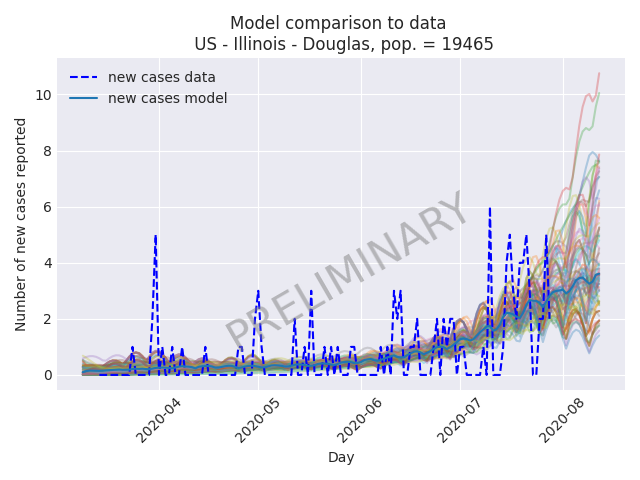 Model comparison to data
US - Illinois - Douglas, pop. = 19465
new cases data
new cases model
Number of new cases reported
10
8
6
4
2
0
PRELIMINARY
2020-04
2020-05
2020-06
2020-07
2020-08
Day